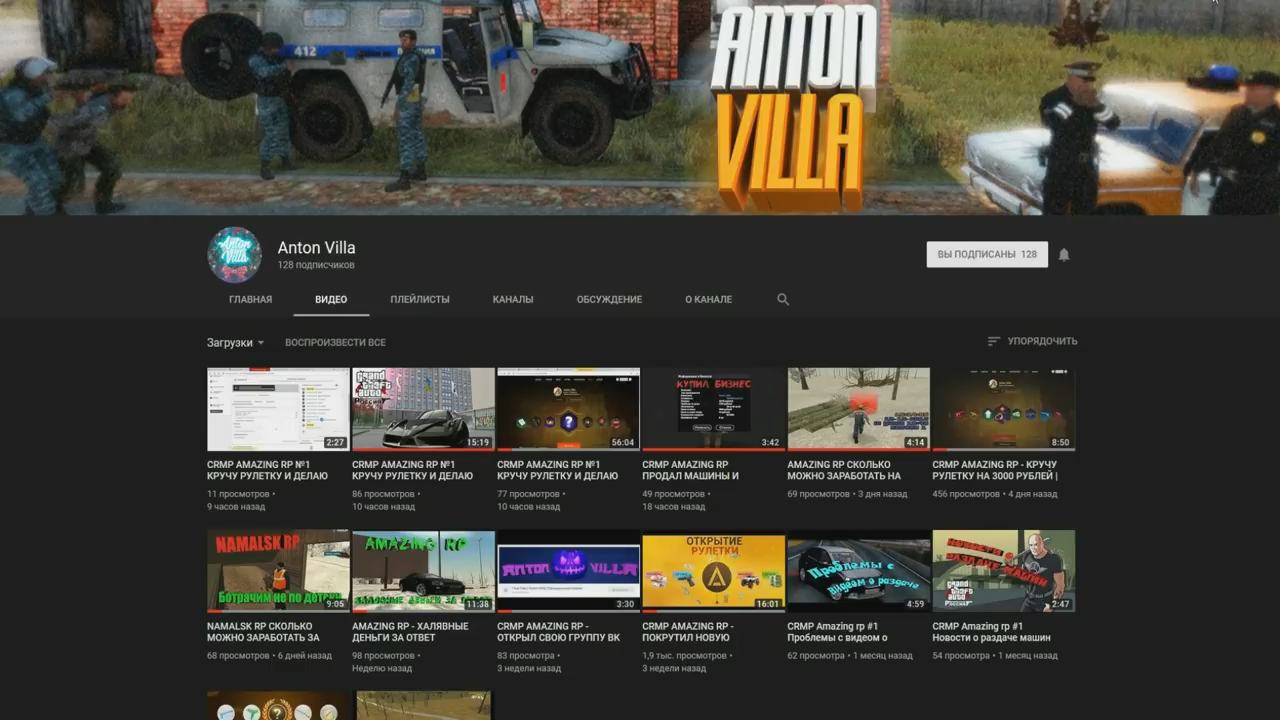 412
ANTON
VILLA
Anton Villa
128 подписчиков
ВЫ ПОДПИСАНЫ 128
ГЛАВНАЯ ВИДЕО ПЛЕЙЛИСТЫ КАНАЛЫ ОБСУЖДЕНИЕ О КАНАЛЕ
Загрузки ВОСПРОИЗВЕСТИ ВСЕ УПОРЯДОЧИТЬ
КУПИЛ БИЗНЕС
2:27 15:19 56:04 3:42 4:14 8:50
CRMP AMAZING RP №1
КРУЧУ РУЛЕТКУ И ДЕЛАЮ
11 просмотров •
9 часов назад
CRMP AMAZING RP №1
КРУЧУ РУЛЕТКУ И ДЕЛАЮ
86 просмотров •
10 часов назад
CRMP AMAZING RP №1
КРУЧУ РУЛЕТКУ И ДЕЛАЮ
77 просмотров •
10 часов назад
CRMP AMAZING RP
ПРОДАЛ МАШИНЫ И
49 просмотров •
18 часов назад
AMAZING RP СКОЛЬКО
МОЖНО ЗАРАБОТАТЬ НА
69 просмотров • 3 дня назад
CRMP AMAZING RP - КРУЧУ
РУЛЕТКУ НА 3000 РУБЛЕЙ |
456 просмотров • 4 дня назад
NAMALSK RP
Ботрачим не по детски
9:05
AMAZING RP
11:38
ANTON VILLA
3:30
ОТКРЫТИЕ
РУЛЕТКИ
16:01
Проблемы с
видеом о раздаче
4:59
НОВОСТИ О
РАЗДАЧЕ МАШИН
2:47
NAMALSK RP СКОЛЬКО
МОЖНО ЗАРАБОТАТЬ ЗА
68 просмотров • 6 дней назад
AMAZING RP - ХАЛЯВНЫЕ
ДЕНЬГИ ЗА ОТВЕТ
98 просмотров •
Неделю назад
CRMP AMAZING RP -
ОТКРЫЛ СВОЮ ГРУППУ ВК
83 просмотра •
3 недели назад
CRMP AMAZING RP -
ПОКРУТИЛ НОВУЮ
1,9 тыс. просмотров •
3 недели назад
CRMP Amazing rp #1
Проблемы с видеом о
62 просмотра • 1 месяц назад
CRMP Amazing rp #1
Новости о раздаче машин
54 просмотра • 1 месяц назад